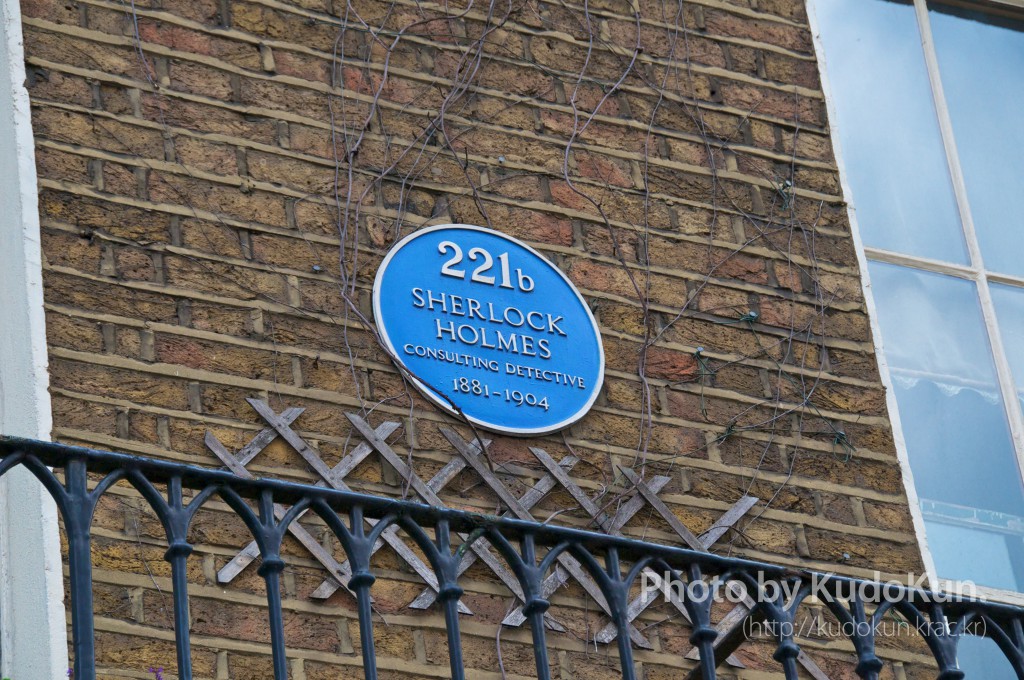 221b
SHERLOCK
HOLMES
CONSULTING DETECTIVE
1881-1904
Photo by KudoKun.
(http://kudokun.krac.kr)